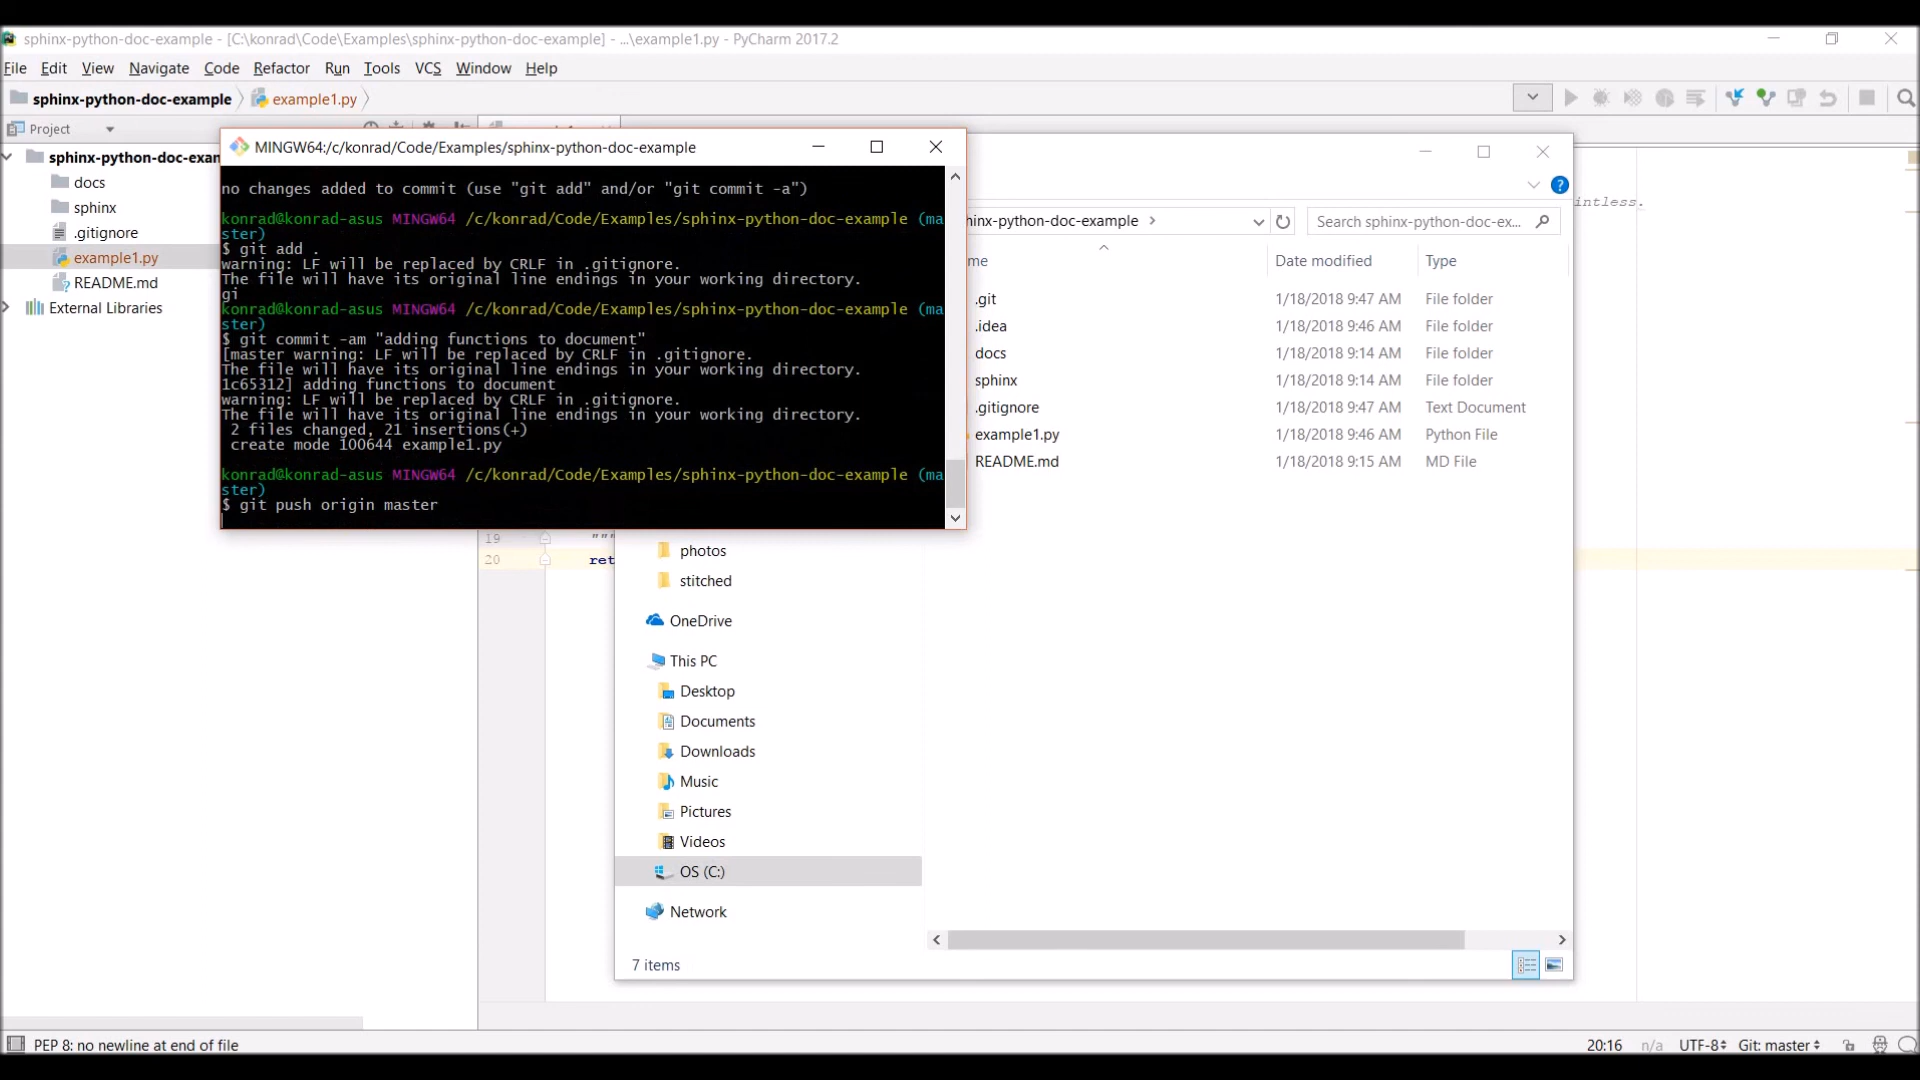 sphinx-python-doc-example - [C:\konrad\Code\Examples\sphinx-python-doc-example] - ...\example1.py - PyCharm 2017.2
File Edit View Navigate Code Refactor Run Tools VCS Window Help
sphinx-python-doc-example example1.py
Project
sphinx-python-doc-exan
docs
sphinx
.gitignore
example1.py
README.md
External Libraries
MINGW64:/c/konrad/Code/Examples/sphinx-python-doc-example
no changes added to commit (use "git add" and/or "git commit -a")
konrad@konrad-asus MINGW64 /c/konrad/Code/Examples/sphinx-python-doc-example (ma
ster)
$ git add .
warning: LF will be replaced by CRLF in .gitignore.
The file will have its original line endings in your working directory.
gi
konrad@konrad-asus MINGW64 /c/konrad/Code/Examples/sphinx-python-doc-example (ma
ster)
$ git commit -am "adding functions to document"
[master warning: LF will be replaced by CRLF in .gitignore.
The file will have its original line endings in your working directory.
1c65312] adding functions to document
warning: LF will be replaced by CRLF in .gitignore.
The file will have its original line endings in your working directory.
2 files changed, 21 insertions(+)
create mode 100644 example1.py
konrad@konrad-asus MINGW64 /c/konrad/Code/Examples/sphinx-python-doc-example (ma
ster)
$ git push origin master
intless.
hinx-python-doc-example
Search sphinx-python-doc-ex...
me Date modified Type
.git 1/18/2018 9:47 AM File folder
.idea 1/18/2018 9:46 AM File folder
docs 1/18/2018 9:14 AM File folder
sphinx 1/18/2018 9:14 AM File folder
.gitignore 1/18/2018 9:47 AM Text Document
example1.py 1/18/2018 9:46 AM Python File
README.md 1/18/2018 9:15 AM MD File
19 """
20 ret
photos
stitched
OneDrive
This PC
Desktop
Documents
Downloads
Music
Pictures
Videos
OS (C:)
Network
7 items
PEP 8: no newline at end of file
20:16 n/a UTF-8 Git: master